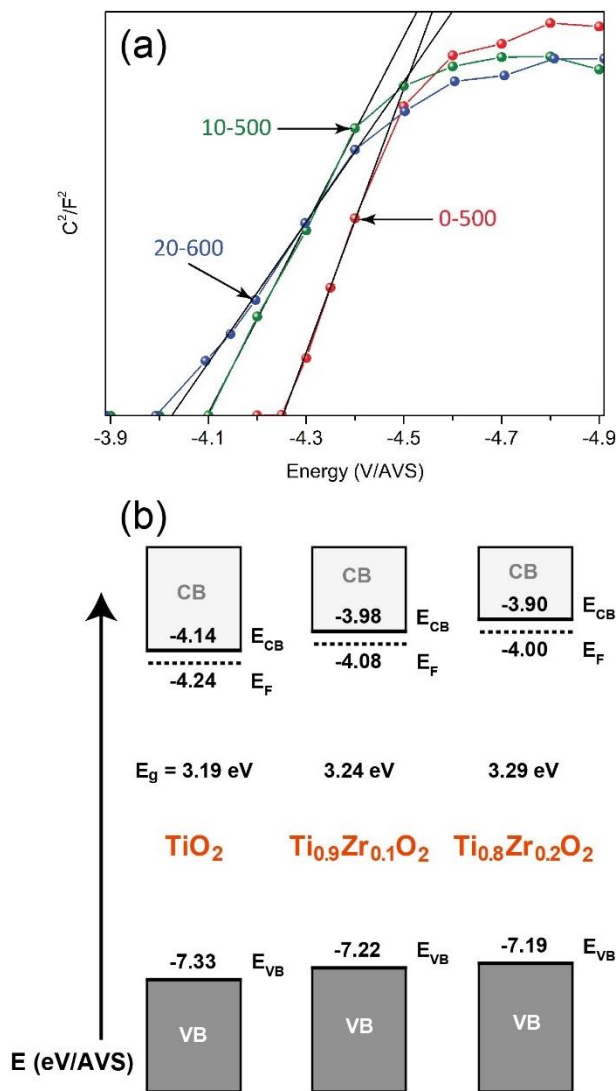 (a)
10-500
20-600
0-500
C²/F²
-3.9 -4.1 -4.3 -4.5 -4.7 -4.9
Energy (V/AVS)
(b)
CB CB CB
-4.14 E_CB -3.98 E_CB -3.90 E_CB
-4.24 E_F -4.08 E_F -4.00 E_F
E_g = 3.19 eV 3.24 eV 3.29 eV
TiO₂ Ti₀.₉Zr₀.₁O₂ Ti₀.₈Zr₀.₂O₂
-7.33 E_VB -7.22 E_VB -7.19 E_VB
VB VB VB
E (eV/AVS)